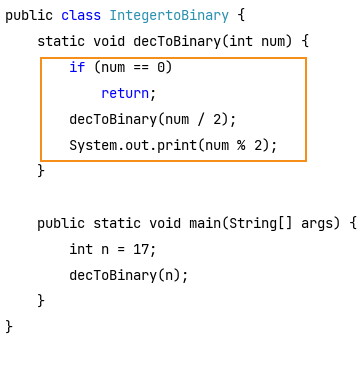 public class IntegertoBinary {
    static void decToBinary(int num) {
        if (num == 0)
            return;
        decToBinary(num / 2);
        System.out.print(num % 2);
    }

    public static void main(String[] args) {
        int n = 17;
        decToBinary(n);
    }
}